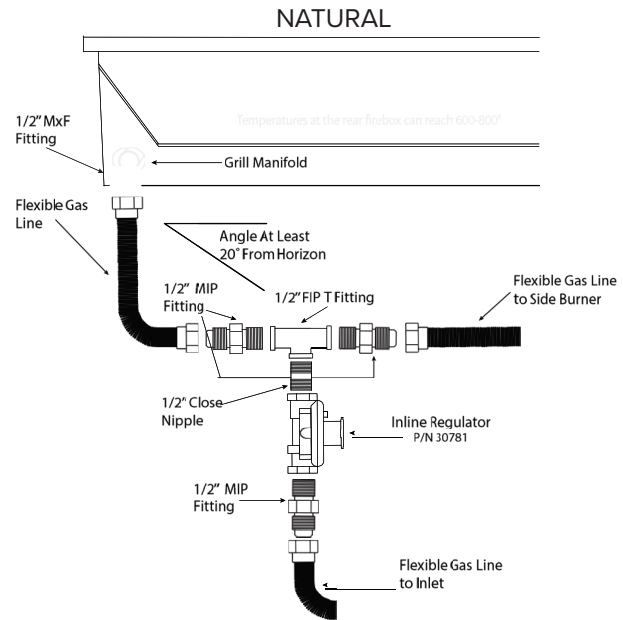 NATURAL
Temperatures at the rear firebox can reach 600-800°
1/2” MxF
Fitting
Grill Manifold
Flexible Gas
Line
Angle At Least
20° From Horizon
1/2” MIP
Fitting
1/2” FIP T Fitting
Flexible Gas Line
to Side Burner
1/2” Close
Nipple
Inline Regulator
P/N 30781
1/2” MIP
Fitting
Flexible Gas Line
to Inlet